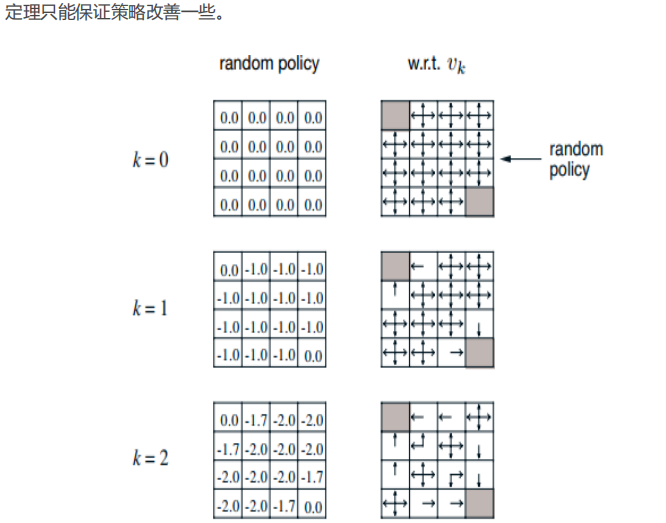 定理只能保证策略改善一些。
random policy w.r.t. vk
k = 0
0.0 0.0 0.0 0.0
0.0 0.0 0.0 0.0
0.0 0.0 0.0 0.0
0.0 0.0 0.0 0.0
random
policy
k = 1
0.0 -1.0 -1.0 -1.0
-1.0 -1.0 -1.0 -1.0
-1.0 -1.0 -1.0 -1.0
-1.0 -1.0 -1.0 0.0
k = 2
0.0 -1.7 -2.0 -2.0
-1.7 -2.0 -2.0 -2.0
-2.0 -2.0 -2.0 -1.7
-2.0 -2.0 -1.7 0.0